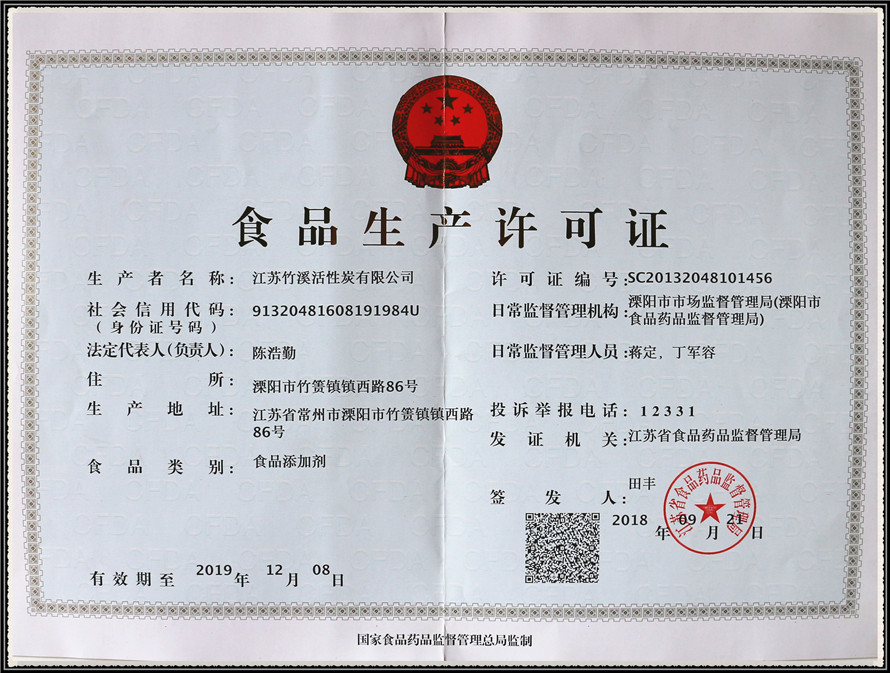 食品生产许可证
生产者名称：江苏竹溪活性炭有限公司
社会信用代码：91320481608191984U
（身份证号码）
法定代表人(负责人)：陈浩勤
住所：溧阳市竹箦镇镇西路86号
生产地址：江苏省常州市溧阳市竹箦镇镇西路
86号
食品类别：食品添加剂
有效期至 2019年 12月 08日
许可证编号：SC20132048101456
日常监督管理机构：溧阳市市场监督管理局(溧阳市
食品药品监督管理局)
日常监督管理人员：蒋定，丁军容
投诉举报电话：12331
发证机关：江苏省食品药品监督管理局
签发人：田丰
2018年 09月 21日
江苏省食品药品监督管理局
国家食品药品监督管理总局监制